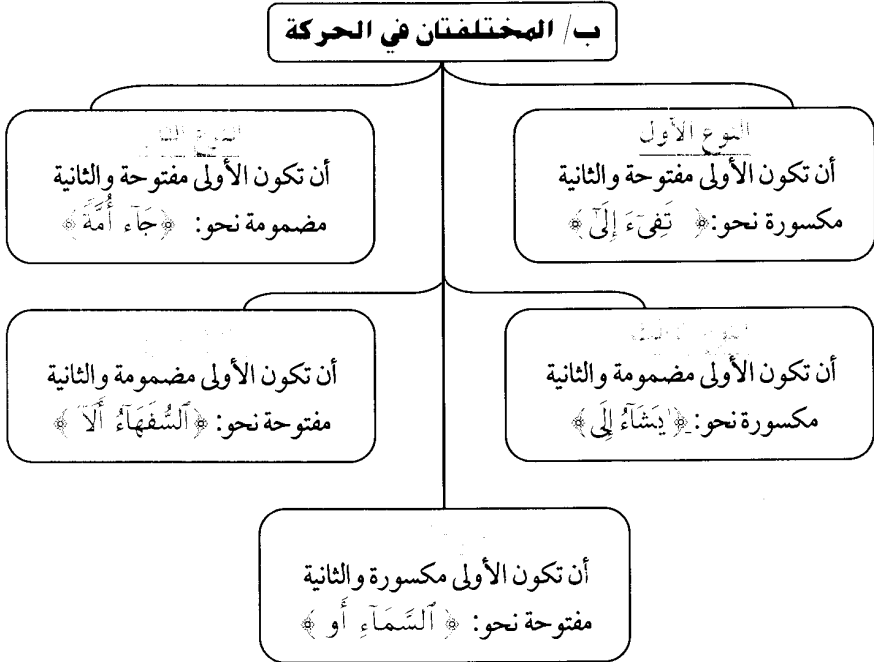 ب/ المختلفتان في الحركة
النوع الأول
أن تكون الأولى مفتوحة والثانية
مكسورة نحو: ﴿ تَفِىٓءَ إِلَىٰٓ ﴾
النوع
أن تكون الأولى مفتوحة والثانية
مضمومة نحو: ﴿جَآءَ أُمَّةً﴾
النوع
أن تكون الأولى مضمومة والثانية
مكسورة نحو: ﴿يَشَآءُ إِلَى﴾
أن تكون الأولى مضمومة والثانية
مفتوحة نحو: ﴿ٱلسُّفَهَآءُ أَلَآ ﴾
أن تكون الأولى مكسورة والثانية
مفتوحة نحو: ﴿ ٱلسَّمَآءِ أَو ﴾